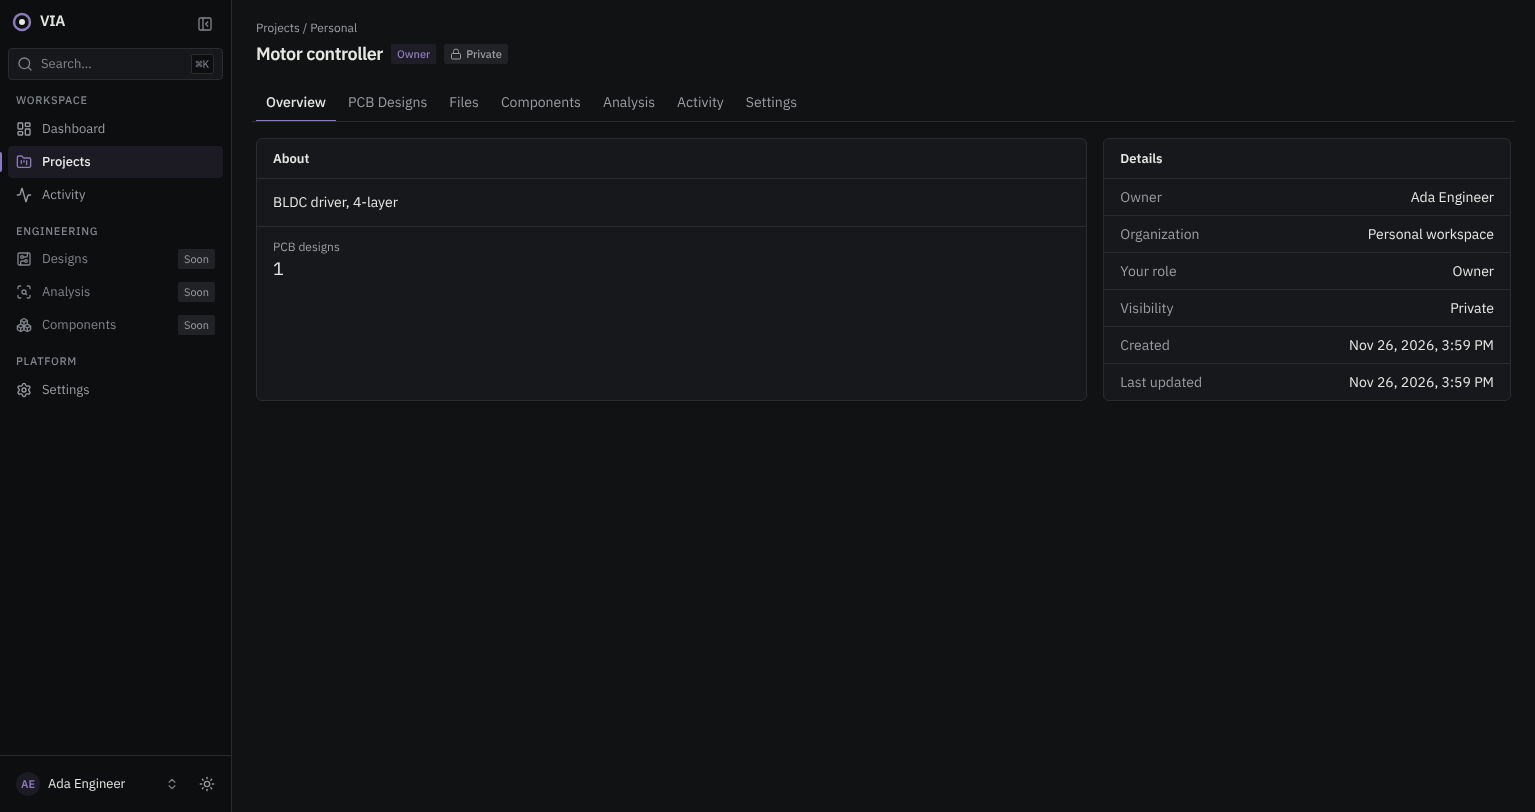 VIA
Search...
⌘K
WORKSPACE
Dashboard
Projects
Activity
ENGINEERING
Designs Soon
Analysis Soon
Components Soon
PLATFORM
Settings
AE Ada Engineer
Projects / Personal
Motor controller Owner Private
Overview PCB Designs Files Components Analysis Activity Settings
About
BLDC driver, 4-layer
PCB designs
1
Details
Owner Ada Engineer
Organization Personal workspace
Your role Owner
Visibility Private
Created Nov 26, 2026, 3:59 PM
Last updated Nov 26, 2026, 3:59 PM